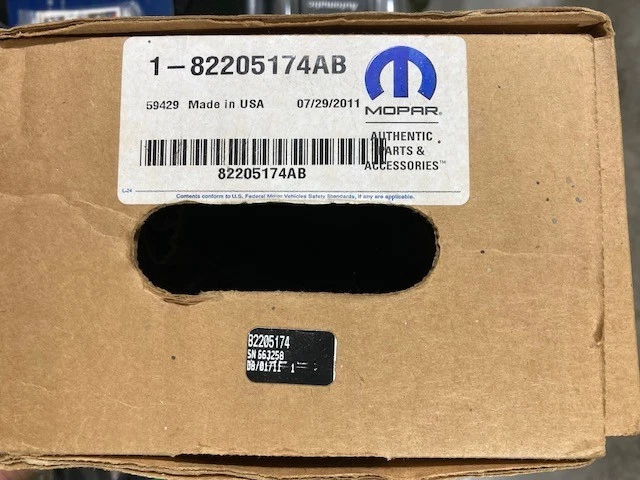 1-82205174AB
59429 Made in USA 07/29/2011
MOPAR®
AUTHENTIC
PARTS &
ACCESSORIES™
82205174AB
L-24
Contents conform to U.S. Federal Motor Vehicles Safety Standards, if any are applicable.
82205174
SN 663258